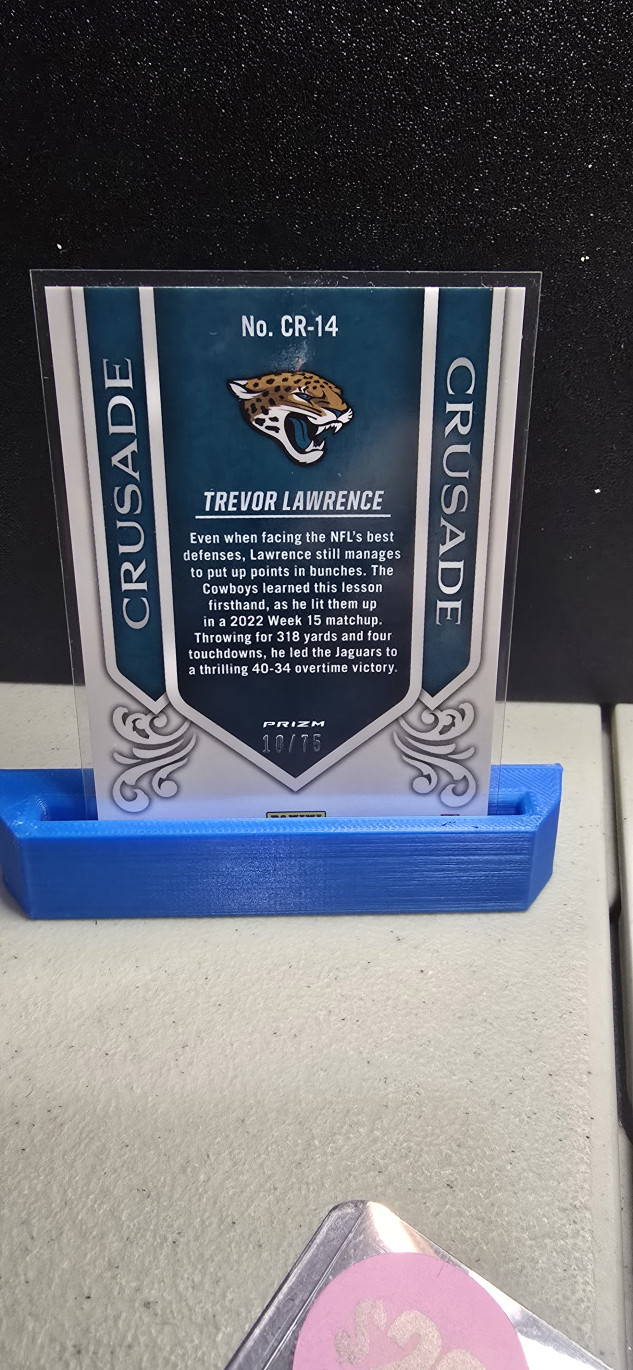 No. CR-14
CRUSADE
CRUSADE
TREVOR LAWRENCE
Even when facing the NFL's best
defenses, Lawrence still manages
to put up points in bunches. The
Cowboys learned this lesson
firsthand, as he lit them up
in a 2022 Week 15 matchup.
Throwing for 318 yards and four
touchdowns, he led the Jaguars to
a thrilling 40-34 overtime victory.
PRIZM
10/75
PANINI